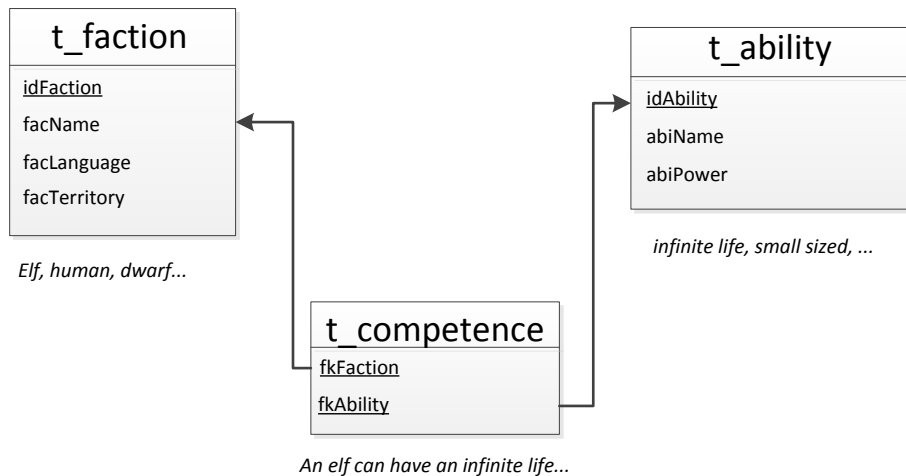 t_faction
idFaction
facName
facLanguage
facTerritory
Elf, human, dwarf...
t_ability
idAbility
abiName
abiPower
infinite life, small sized, ...
t_competence
fkFaction
fkAbility
An elf can have an infinite life...